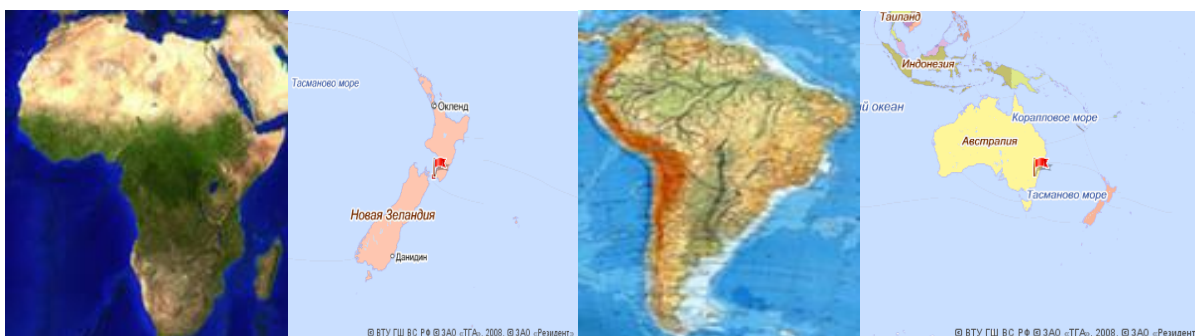 Тасманово море
Окленд
Новая Зеландия
Данидин
© ВТУ ГШ ВС РФ © ЗАО «ТГА», 2008, © ЗАО «Резидент»
Таиланд
Индонезия
ий океан
Коралловое море
Австралия
Тасманово море
© ВТУ ГШ ВС РФ © ЗАО «ТГА», 2008, © ЗАО «Резидент»